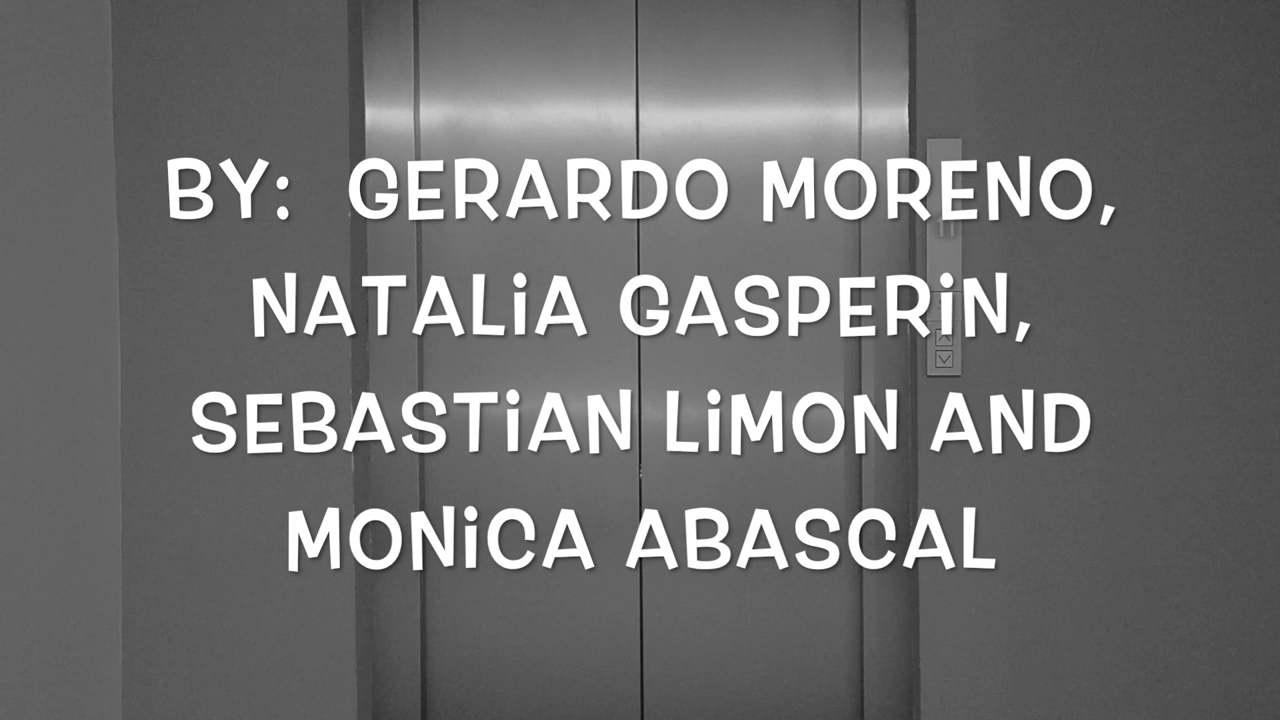 BY:  GERARDO MORENO,
NATALiA GASPERiN,
SEBASTiAN LiMON AND
MONiCA ABASCAL